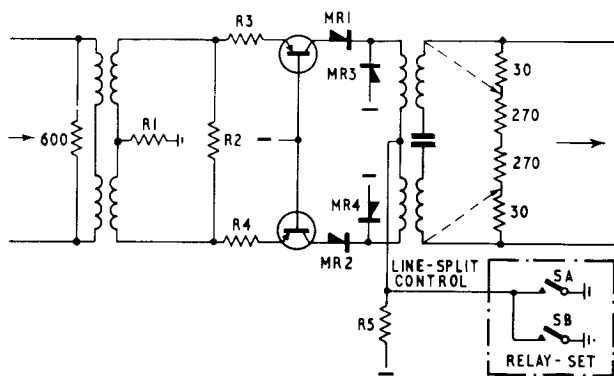 R3
MR1
MR3
30
600
R1
R2
270
270
MR4
30
R4
MR2
LINE-SPLIT
CONTROL
R5
SA
SB
RELAY-SET